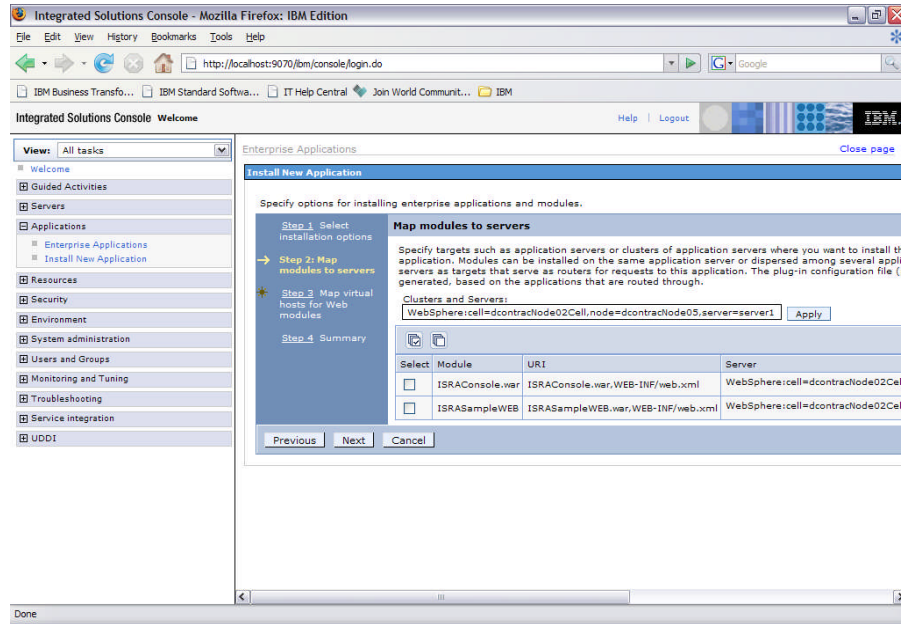 Integrated Solutions Console - Mozilla Firefox: IBM Edition
File Edit View History Bookmarks Tools Help
http://localhost:9070/ibm/console/login.do
G Google
IBM Business Transfo... IBM Standard Softwa... IT Help Central Join World Communit... IBM
Integrated Solutions Console Welcome
Help | Logout
IBM.
View: All tasks
Welcome
Guided Activities
Servers
Applications
Enterprise Applications
Install New Application
Resources
Security
Environment
System administration
Users and Groups
Monitoring and Tuning
Troubleshooting
Service integration
UDDI
Enterprise Applications
Close page
Install New Application
Specify options for installing enterprise applications and modules.
Step 1 Select
installation options
Step 2: Map
modules to servers
Step 3 Map virtual
hosts for Web
modules
Step 4 Summary
Map modules to servers
Specify targets such as application servers or clusters of application servers where you want to install th
application. Modules can be installed on the same application server or dispersed among several appli
servers as targets that serve as routers for requests to this application. The plug-in configuration file (
generated, based on the applications that are routed through.
Clusters and Servers:
WebSphere:cell=dcontracNode02Cell,node=dcontracNode05,server=server1
Apply
Select Module URI Server
ISRAConsole.war ISRAConsole.war,WEB-INF/web.xml WebSphere:cell=dcontracNode02Cel
ISRASampleWEB ISRASampleWEB.war,WEB-INF/web.xml WebSphere:cell=dcontracNode02Cel
Previous Next Cancel
Done